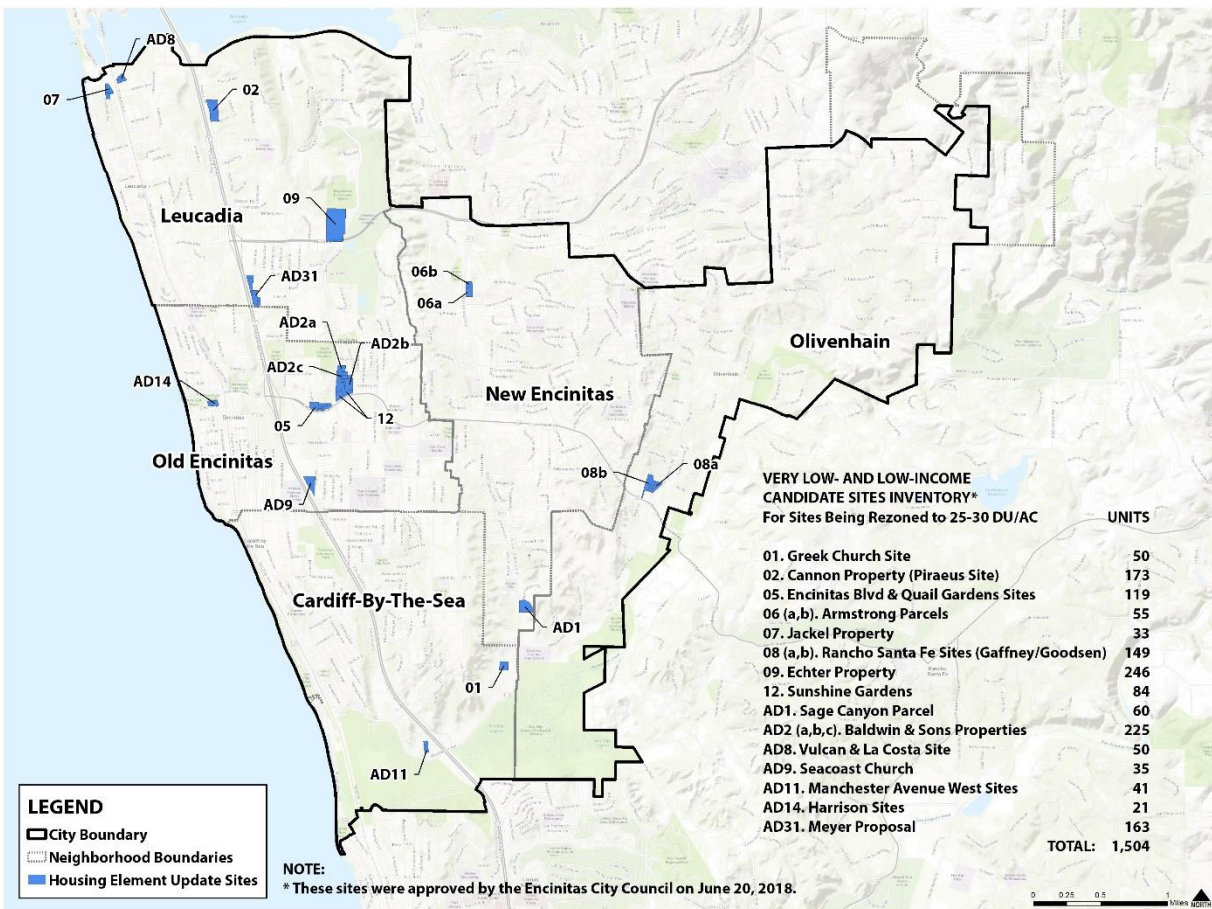 AD8
07
02
09
Leucadia
AD31
06b
06a
AD2a
AD2b
AD2c
AD14
05
12
Olivenhain
New Encinitas
Old Encinitas
AD9
08b
08a
Cardiff-By-The-Sea
AD1
01
AD11
VERY LOW- AND LOW-INCOME
CANDIDATE SITES INVENTORY*
For Sites Being Rezoned to 25-30 DU/AC UNITS
01. Greek Church Site 50
02. Cannon Property (Piraeus Site) 173
05. Encinitas Blvd & Quail Gardens Sites 119
06 (a,b). Armstrong Parcels 55
07. Jackel Property 33
08 (a,b). Rancho Santa Fe Sites (Gaffney/Goodsen) 149
09. Echter Property 246
12. Sunshine Gardens 84
AD1. Sage Canyon Parcel 60
AD2 (a,b,c). Baldwin & Sons Properties 225
AD8. Vulcan & La Costa Site 50
AD9. Seacoast Church 35
AD11. Manchester Avenue West Sites 41
AD14. Harrison Sites 21
AD31. Meyer Proposal 163
TOTAL: 1,504
LEGEND
City Boundary
Neighborhood Boundaries
Housing Element Update Sites
NOTE:
* These sites were approved by the Encinitas City Council on June 20, 2018.
0 0.25 0.5 1
Miles
NORTH